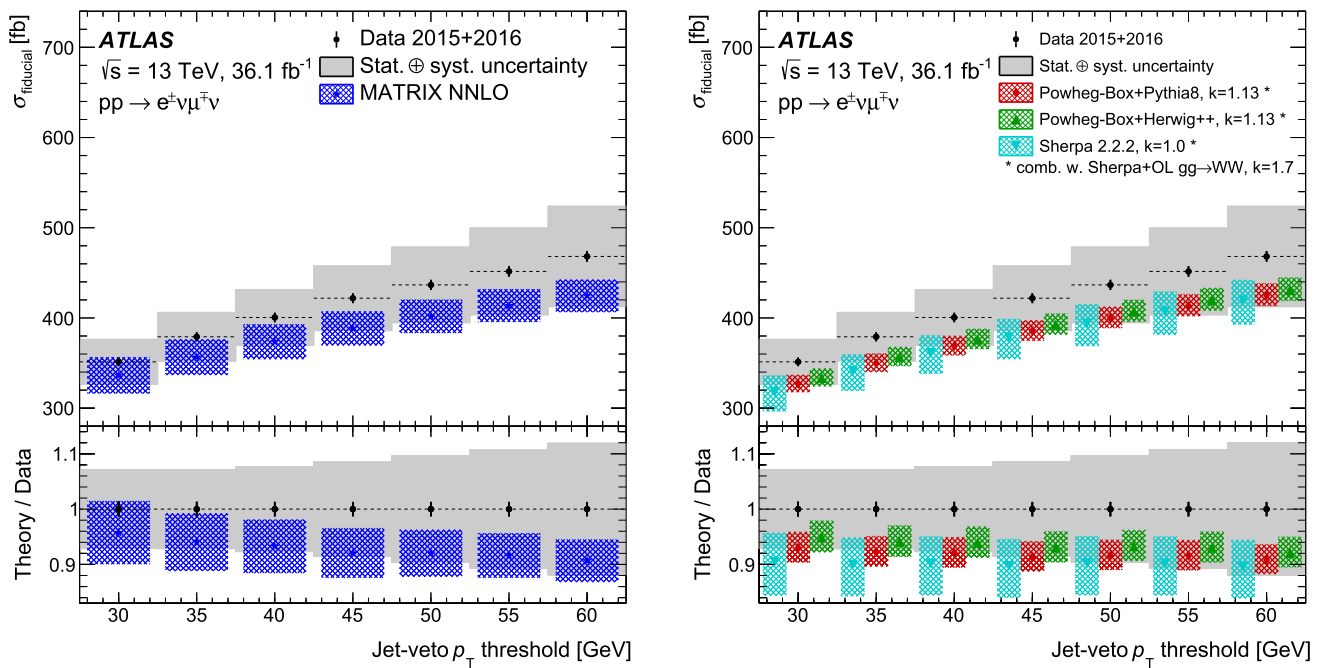 σfiducial [fb]
700
600
500
400
300
ATLAS
√s = 13 TeV, 36.1 fb⁻¹
pp → e±νμ∓ν
Data 2015+2016
Stat.⊕ syst. uncertainty
MATRIX NNLO
Theory / Data
1.1
1
0.9
30 35 40 45 50 55 60
Jet-veto pT threshold [GeV]
σfiducial [fb]
700
600
500
400
300
ATLAS
√s = 13 TeV, 36.1 fb⁻¹
pp → e±νμ∓ν
Data 2015+2016
Stat.⊕ syst. uncertainty
Powheg-Box+Pythia8, k=1.13 *
Powheg-Box+Herwig++, k=1.13 *
Sherpa 2.2.2, k=1.0 *
* comb. w. Sherpa+OL gg→WW, k=1.7
Theory / Data
1.1
1
0.9
30 35 40 45 50 55 60
Jet-veto pT threshold [GeV]